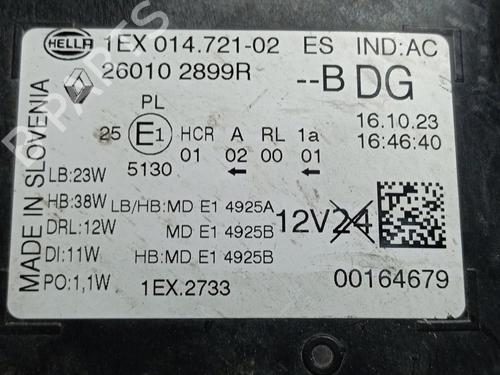 HELLA 1EX 014.721-02 ES IND:AC
26010 2899R --B DG
MADE IN SLOVENIA
PL
25 E1 HCR A RL 1a
01 02 00 01
5130 ← ←
16.10.23
16:46:40
LB:23W
HB:38W
DRL:12W
DI:11W
PO:1,1W
LB/HB:MD E1 4925A
MD E1 4925B
HB:MD E1 4925B
12V24
1EX.2733
00164679
B-PARTS